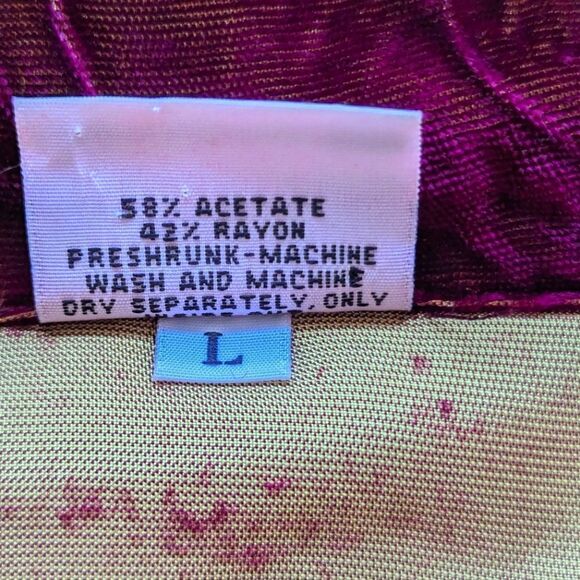 58% ACETATE
42% RAYON
PRESHRUNK-MACHINE
WASH AND MACHINE
DRY SEPARATELY, ONLY
L